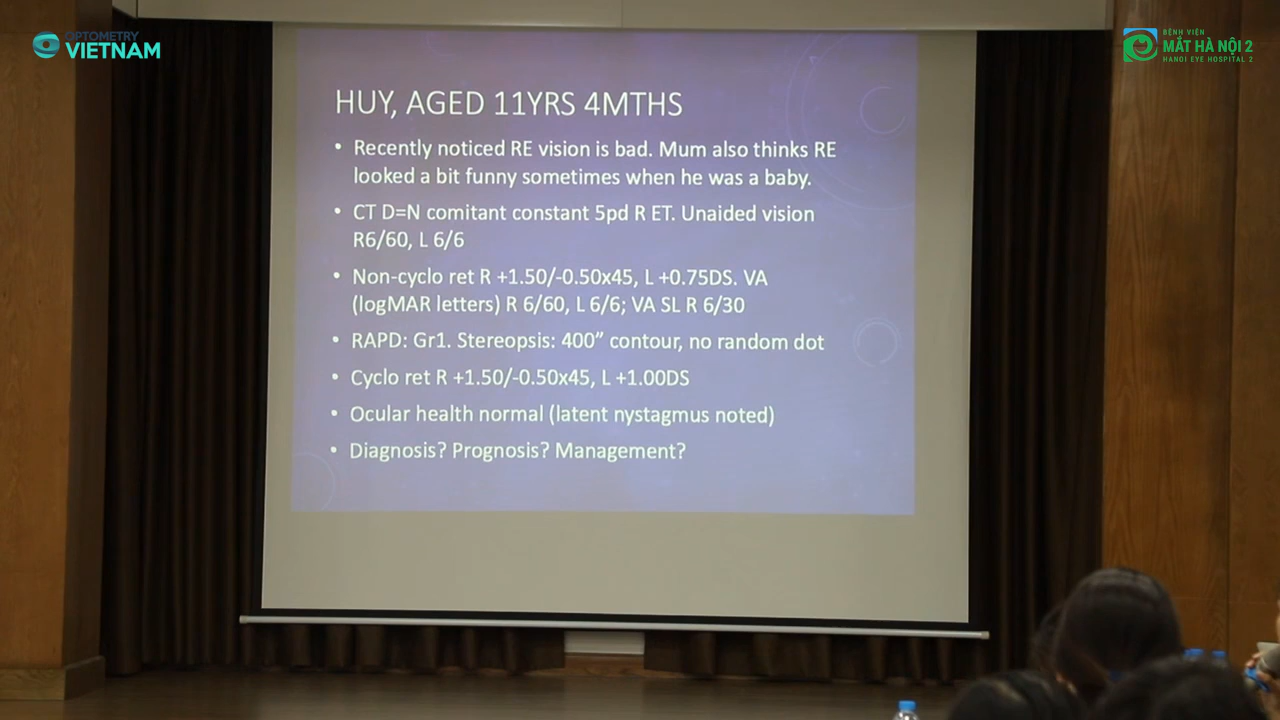 OPTOMETRY
VIETNAM
BỆNH VIỆN
MẮT HÀ NỘI 2
HANOI EYE HOSPITAL 2
HUY, AGED 11YRS 4MTHS
• Recently noticed RE vision is bad. Mum also thinks RE
looked a bit funny sometimes when he was a baby.
• CT D=N comitant constant 5pd R ET. Unaided vision
R6/60, L 6/6
• Non-cyclo ret R +1.50/-0.50x45, L +0.75DS. VA
(logMAR letters) R 6/60, L 6/6; VA SL R 6/30
• RAPD: Gr1. Stereopsis: 400” contour, no random dot
• Cyclo ret R +1.50/-0.50x45, L +1.00DS
• Ocular health normal (latent nystagmus noted)
• Diagnosis? Prognosis? Management?